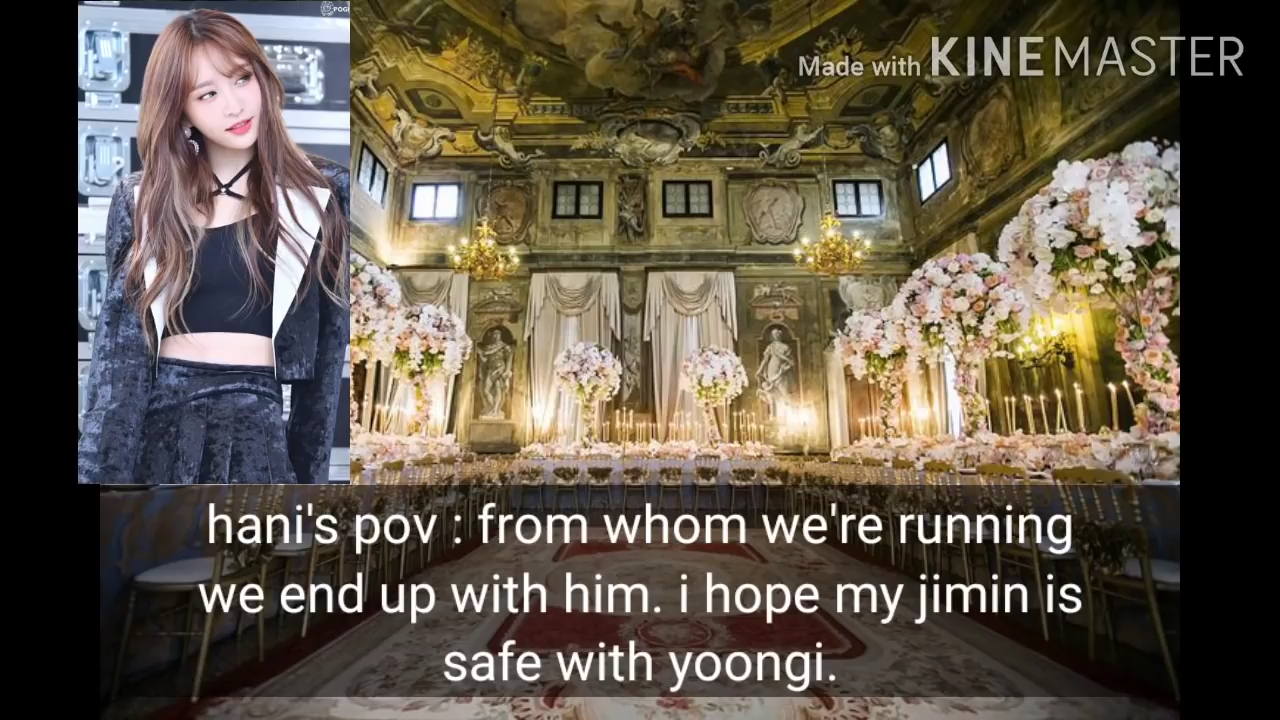 POGI
Made with KINEMASTER
hani's pov : from whom we're running
we end up with him. i hope my jimin is
safe with yoongi.